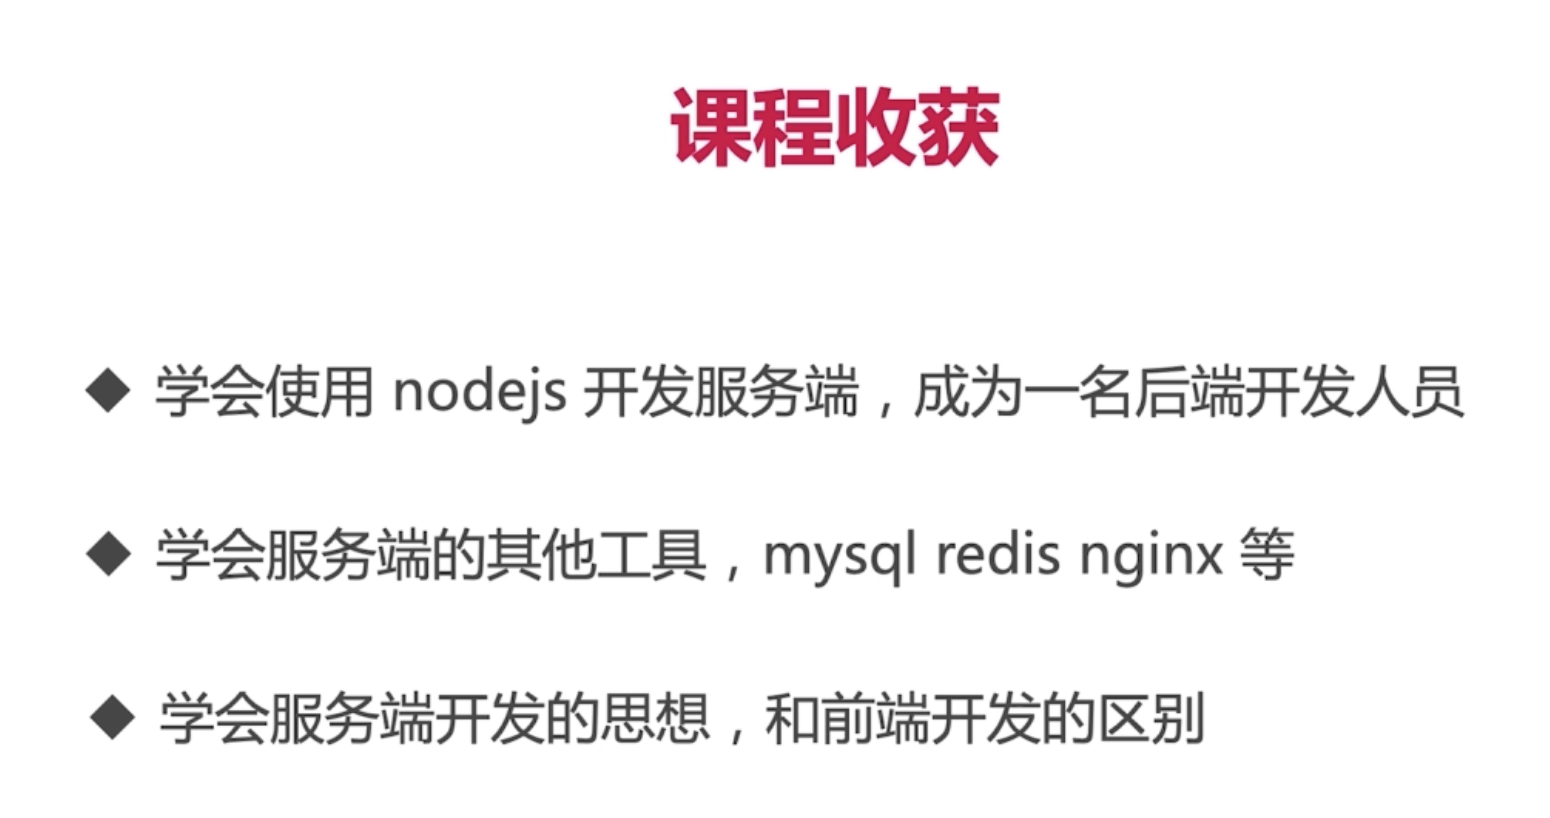 课程收获
◆ 学会使用 nodejs 开发服务端，成为一名后端开发人员
◆ 学会服务端的其他工具，mysql redis nginx 等
◆ 学会服务端开发的思想，和前端开发的区别